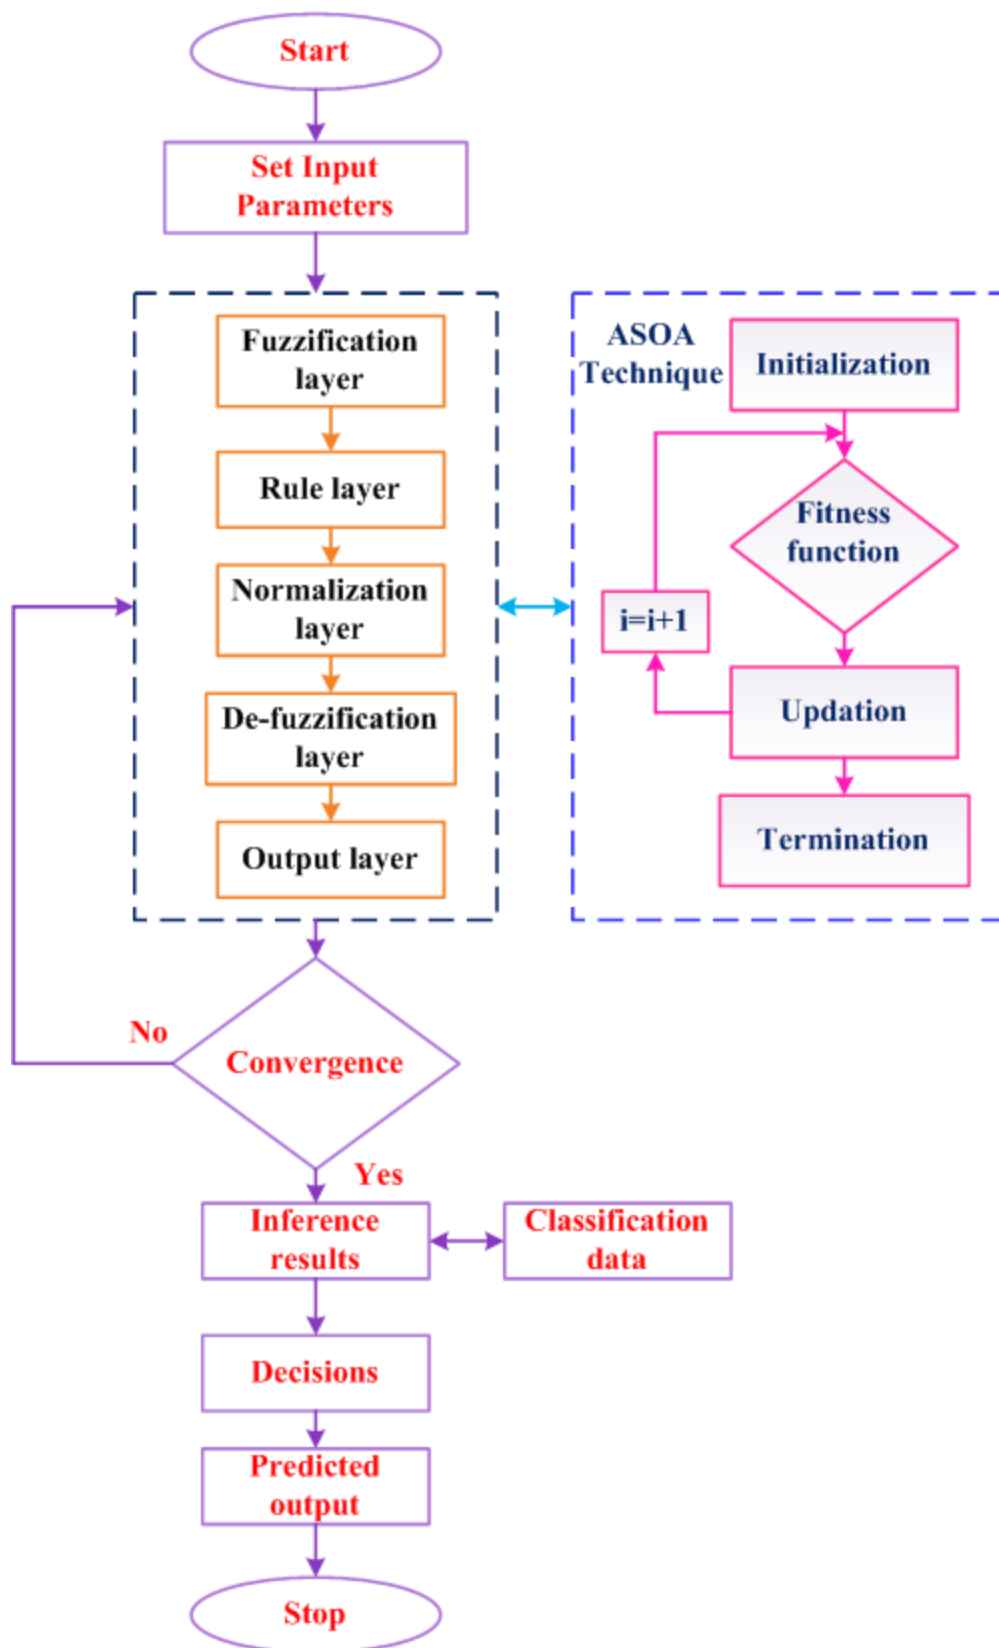 Start
Set Input
Parameters
Fuzzification
layer
Rule layer
Normalization
layer
De-fuzzification
layer
Output layer
ASOA
Technique
Initialization
Fitness
function
i=i+1
Updation
Termination
No
Convergence
Yes
Inference
results
Classification
data
Decisions
Predicted
output
Stop